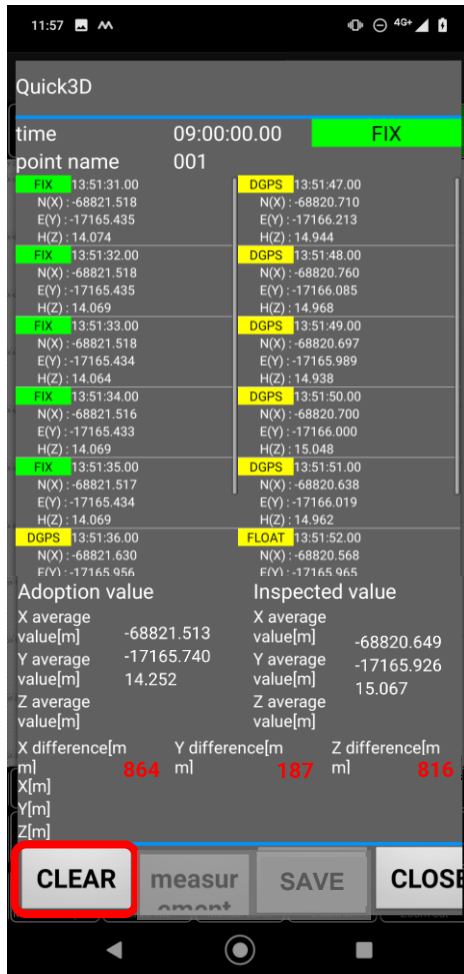 11:57
4G+
Quick3D
time 09:00:00.00 FIX
point name 001
FIX 13:51:31.00
N(X) : -68821.518
E(Y) : -17165.435
H(Z) : 14.074
FIX 13:51:32.00
N(X) : -68821.518
E(Y) : -17165.435
H(Z) : 14.069
FIX 13:51:33.00
N(X) : -68821.518
E(Y) : -17165.434
H(Z) : 14.064
FIX 13:51:34.00
N(X) : -68821.516
E(Y) : -17165.433
H(Z) : 14.069
FIX 13:51:35.00
N(X) : -68821.517
E(Y) : -17165.434
H(Z) : 14.069
DGPS 13:51:36.00
N(X) : -68821.630
E(Y) : -17165.956
DGPS 13:51:47.00
N(X) : -68820.710
E(Y) : -17166.213
H(Z) : 14.944
DGPS 13:51:48.00
N(X) : -68820.760
E(Y) : -17166.085
H(Z) : 14.968
DGPS 13:51:49.00
N(X) : -68820.697
E(Y) : -17165.989
H(Z) : 14.938
DGPS 13:51:50.00
N(X) : -68820.700
E(Y) : -17166.000
H(Z) : 15.048
DGPS 13:51:51.00
N(X) : -68820.638
E(Y) : -17166.019
H(Z) : 14.962
FLOAT 13:51:52.00
N(X) : -68820.568
E(Y) : -17165.965
Adoption value
X average
value[m] -68821.513
Y average -17165.740
value[m] 14.252
Z average
value[m]
Inspected value
X average
value[m] -68820.649
Y average -17165.926
value[m] 15.067
Z average
value[m]
X difference[m Y difference[m Z difference[m
m] 864 m] 187 m] 816
X[m]
Y[m]
Z[m]
CLEAR measur SAVE CLOSE
ement